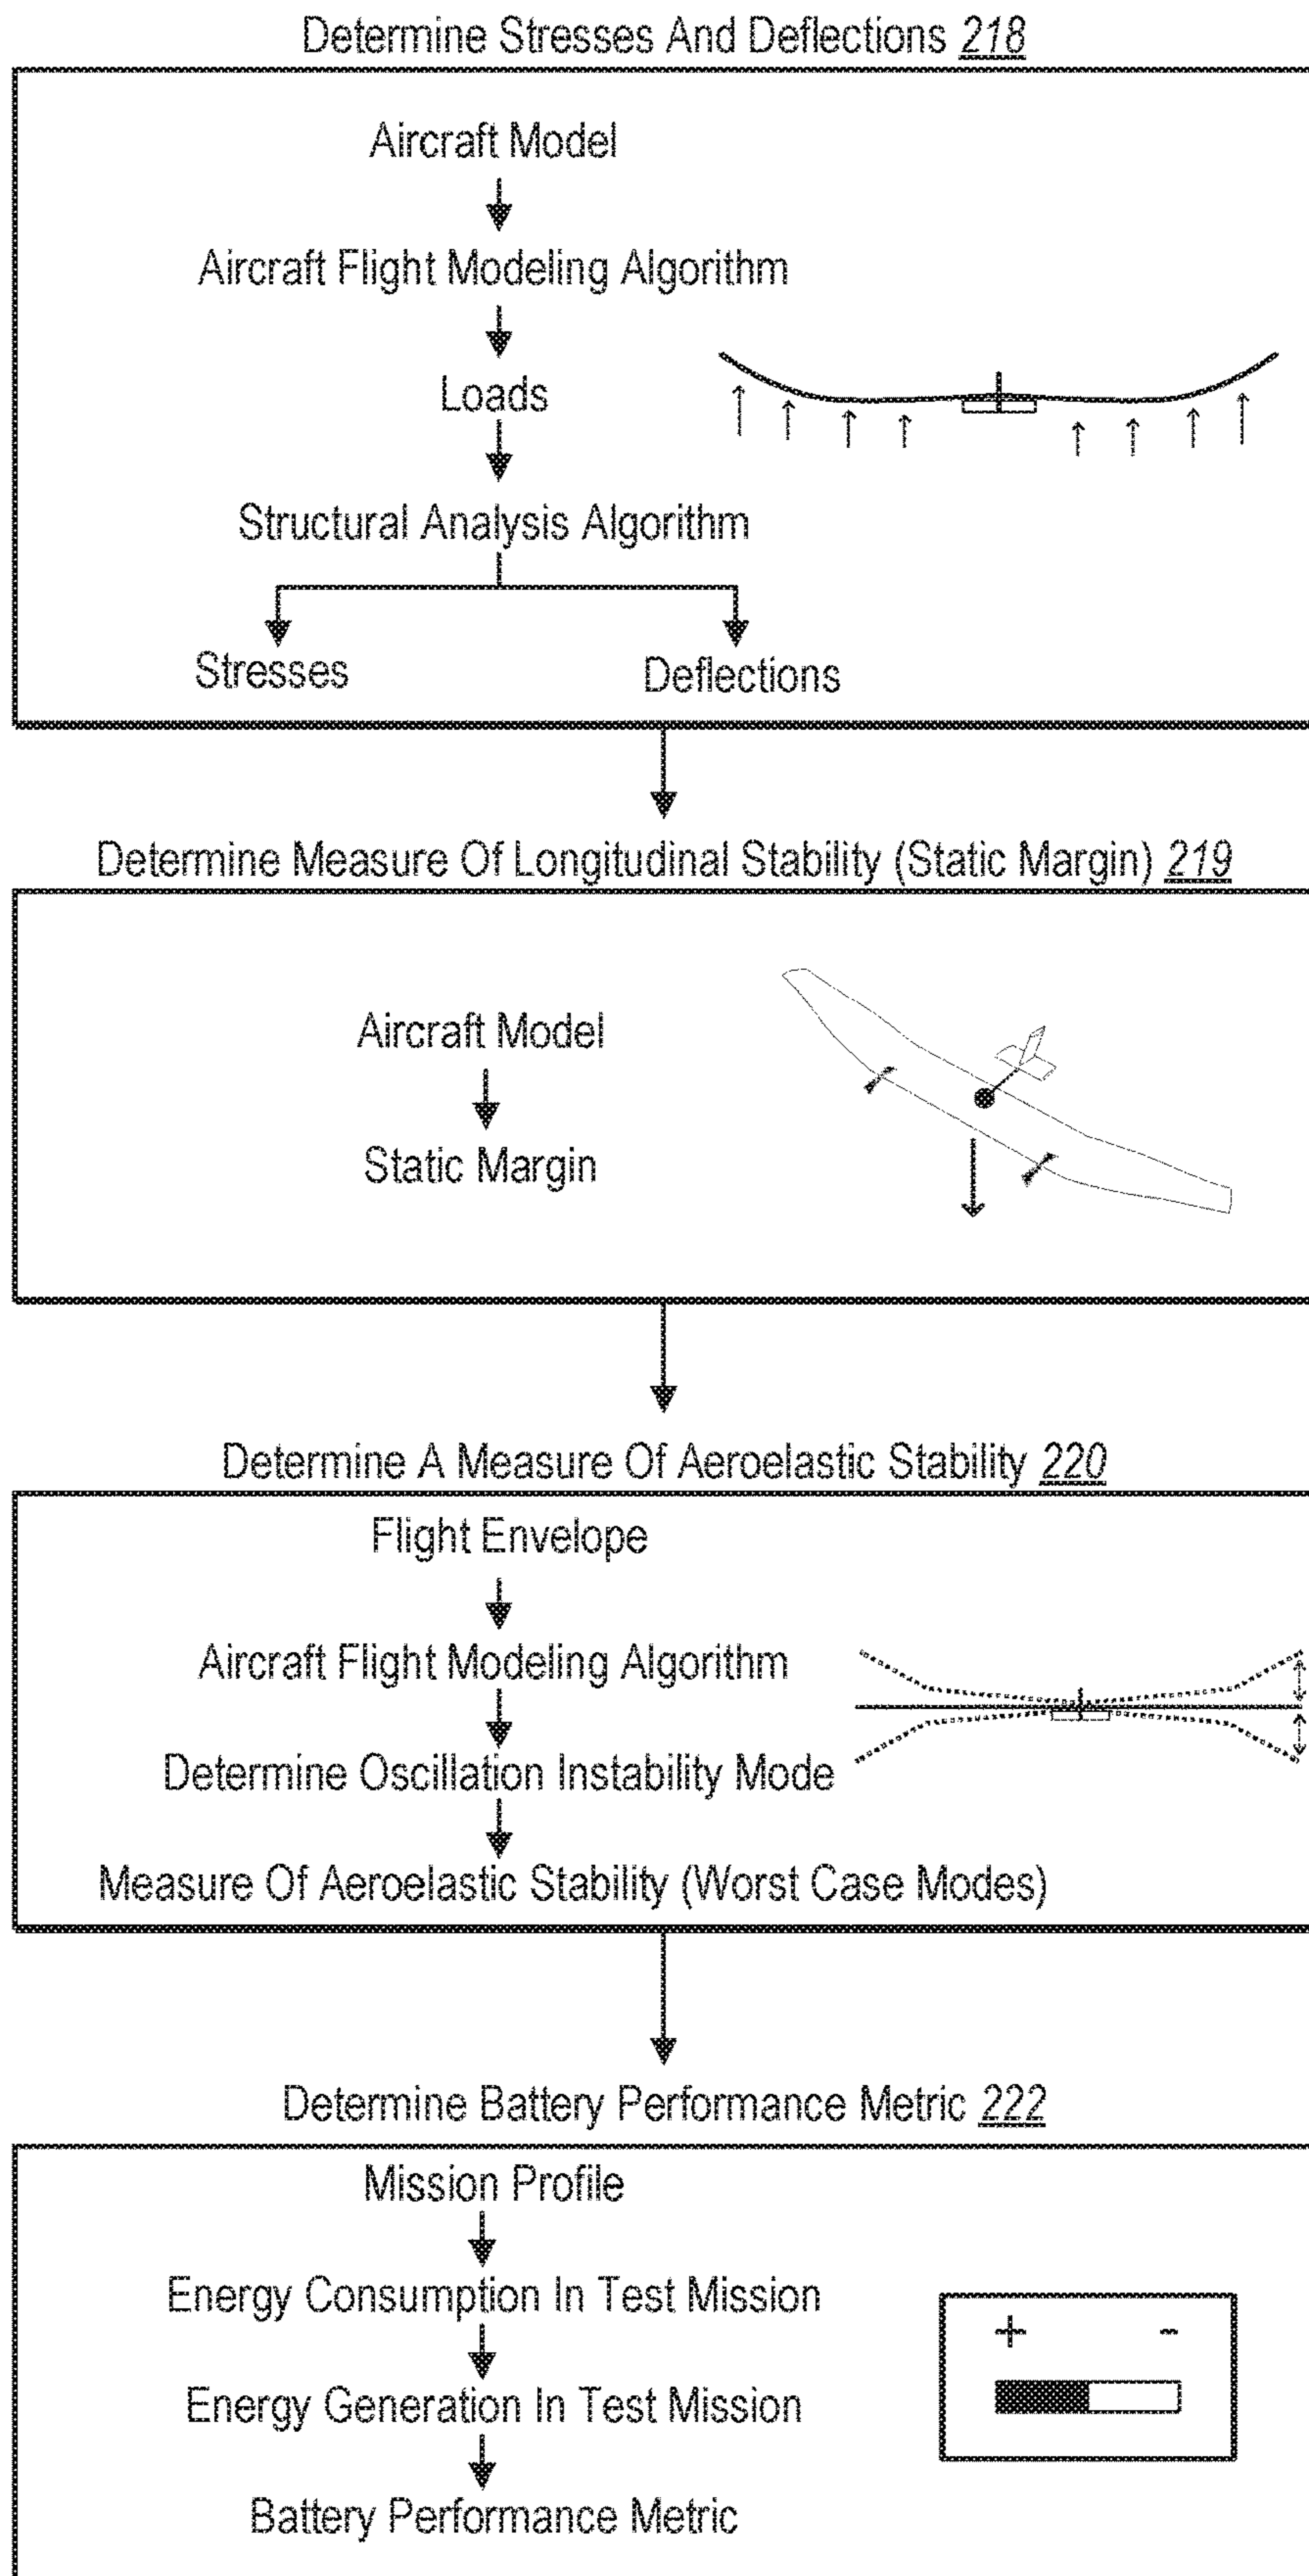 Determine Stresses And Deflections 218
Aircraft Model
Aircraft Flight Modeling Algorithm
Loads
Structural Analysis Algorithm
Stresses
Deflections
Determine Measure Of Longitudinal Stability (Static Margin) 219
Aircraft Model
Static Margin
Determine A Measure Of Aeroelastic Stability 220
Flight Envelope
Aircraft Flight Modeling Algorithm
Determine Oscillation Instability Mode
Measure Of Aeroelastic Stability (Worst Case Modes)
Determine Battery Performance Metric 222
Mission Profile
Energy Consumption In Test Mission
+ -
Energy Generation In Test Mission
Battery Performance Metric